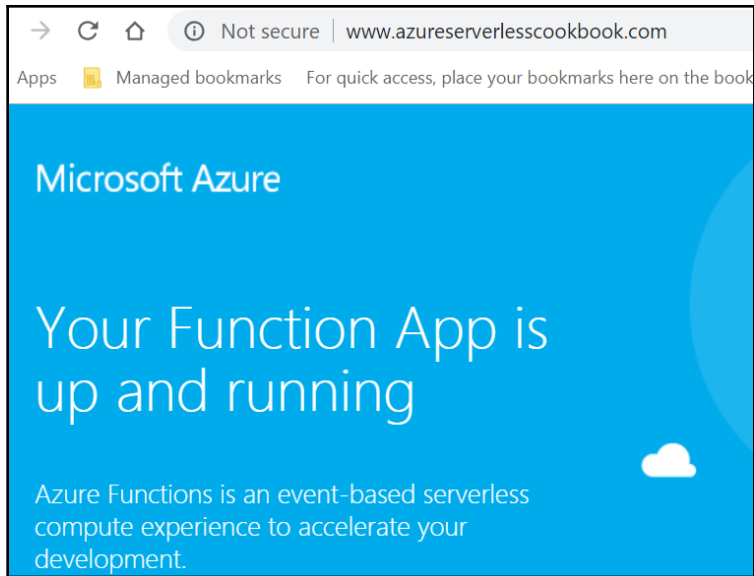 Not secure | www.azureserverlesscookbook.com
Apps Managed bookmarks For quick access, place your bookmarks here on the book
Microsoft Azure
Your Function App is
up and running
Azure Functions is an event-based serverless
compute experience to accelerate your
development.